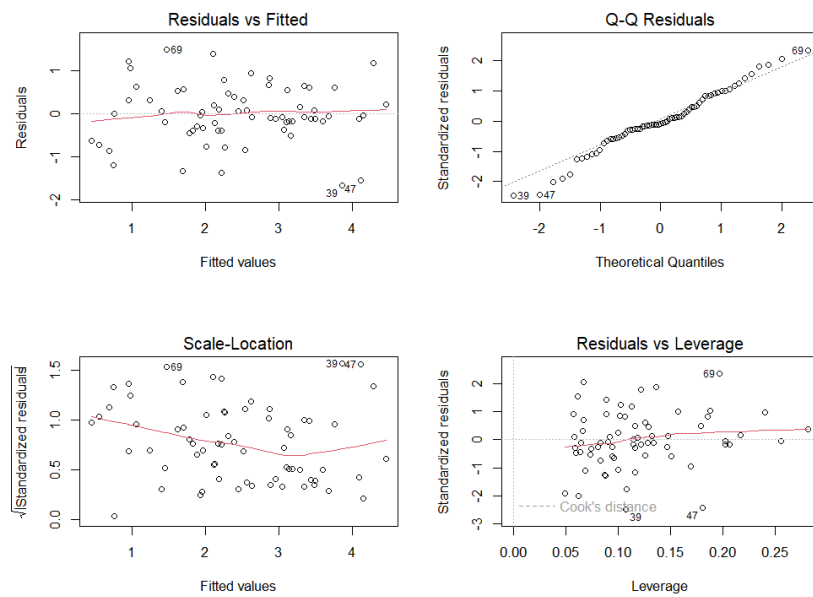 Residuals vs Fitted
Residuals
-2 -1 0 1
69
39 47
1 2 3 4
Fitted values
Q-Q Residuals
Standardized residuals
-2 -1 0 1 2
69
39 47
-2 -1 0 1 2
Theoretical Quantiles
Scale-Location
√|Standardized residuals|
0.0 0.5 1.0 1.5
69
39 47
1 2 3 4
Fitted values
Residuals vs Leverage
Standardized residuals
-3 -2 -1 0 1 2
69
Cook's distance
39
47
0.00 0.05 0.10 0.15 0.20 0.25
Leverage